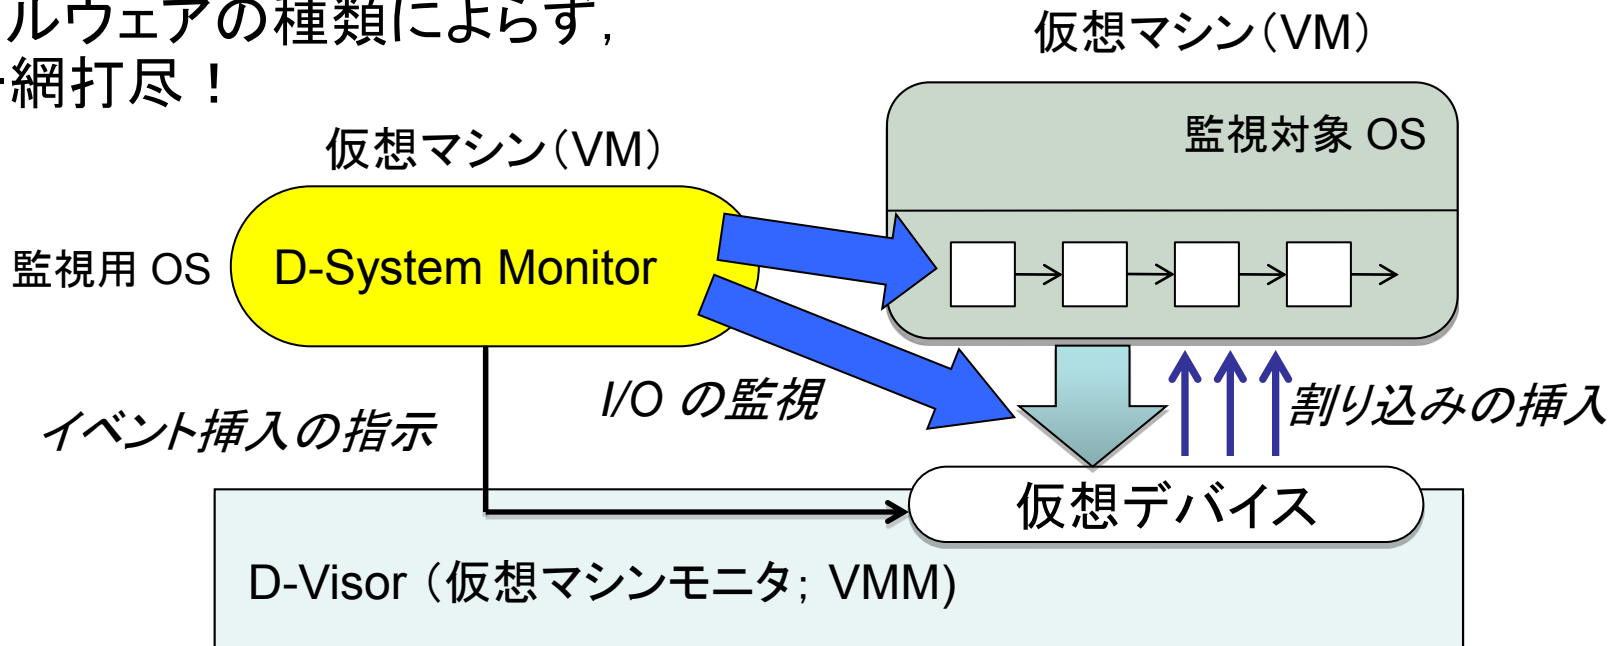 ルウェアの種類によらず，
網打尽！
仮想マシン（VM）
監視対象 OS
仮想マシン（VM）
監視用 OS
D-System Monitor
I/O の監視
イベント挿入の指示
割り込みの挿入
仮想デバイス
D-Visor （仮想マシンモニタ; VMM)